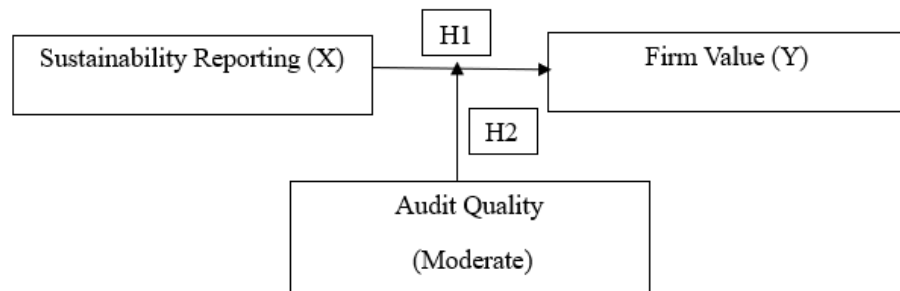 H1
Sustainability Reporting (X)
Firm Value (Y)
H2
Audit Quality
(Moderate)